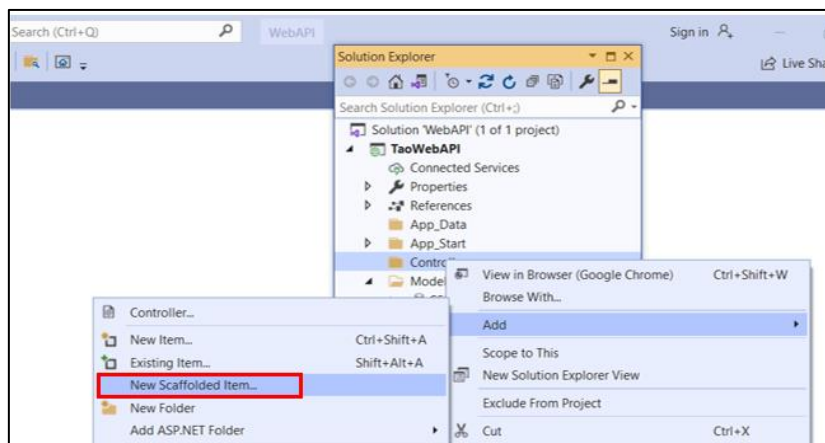 Search (Ctrl+Q)
WebAPI
Sign in
Live Sha
Solution Explorer
Search Solution Explorer (Ctrl+;)
Solution 'WebAPI' (1 of 1 project)
TaoWebAPI
Connected Services
Properties
References
App_Data
App_Start
Contro
Model
View in Browser (Google Chrome) Ctrl+Shift+W
Browse With...
Add
Scope to This
New Solution Explorer View
Exclude From Project
Cut Ctrl+X
Controller...
New Item... Ctrl+Shift+A
Existing Item... Shift+Alt+A
New Scaffolded Item...
New Folder
Add ASP.NET Folder